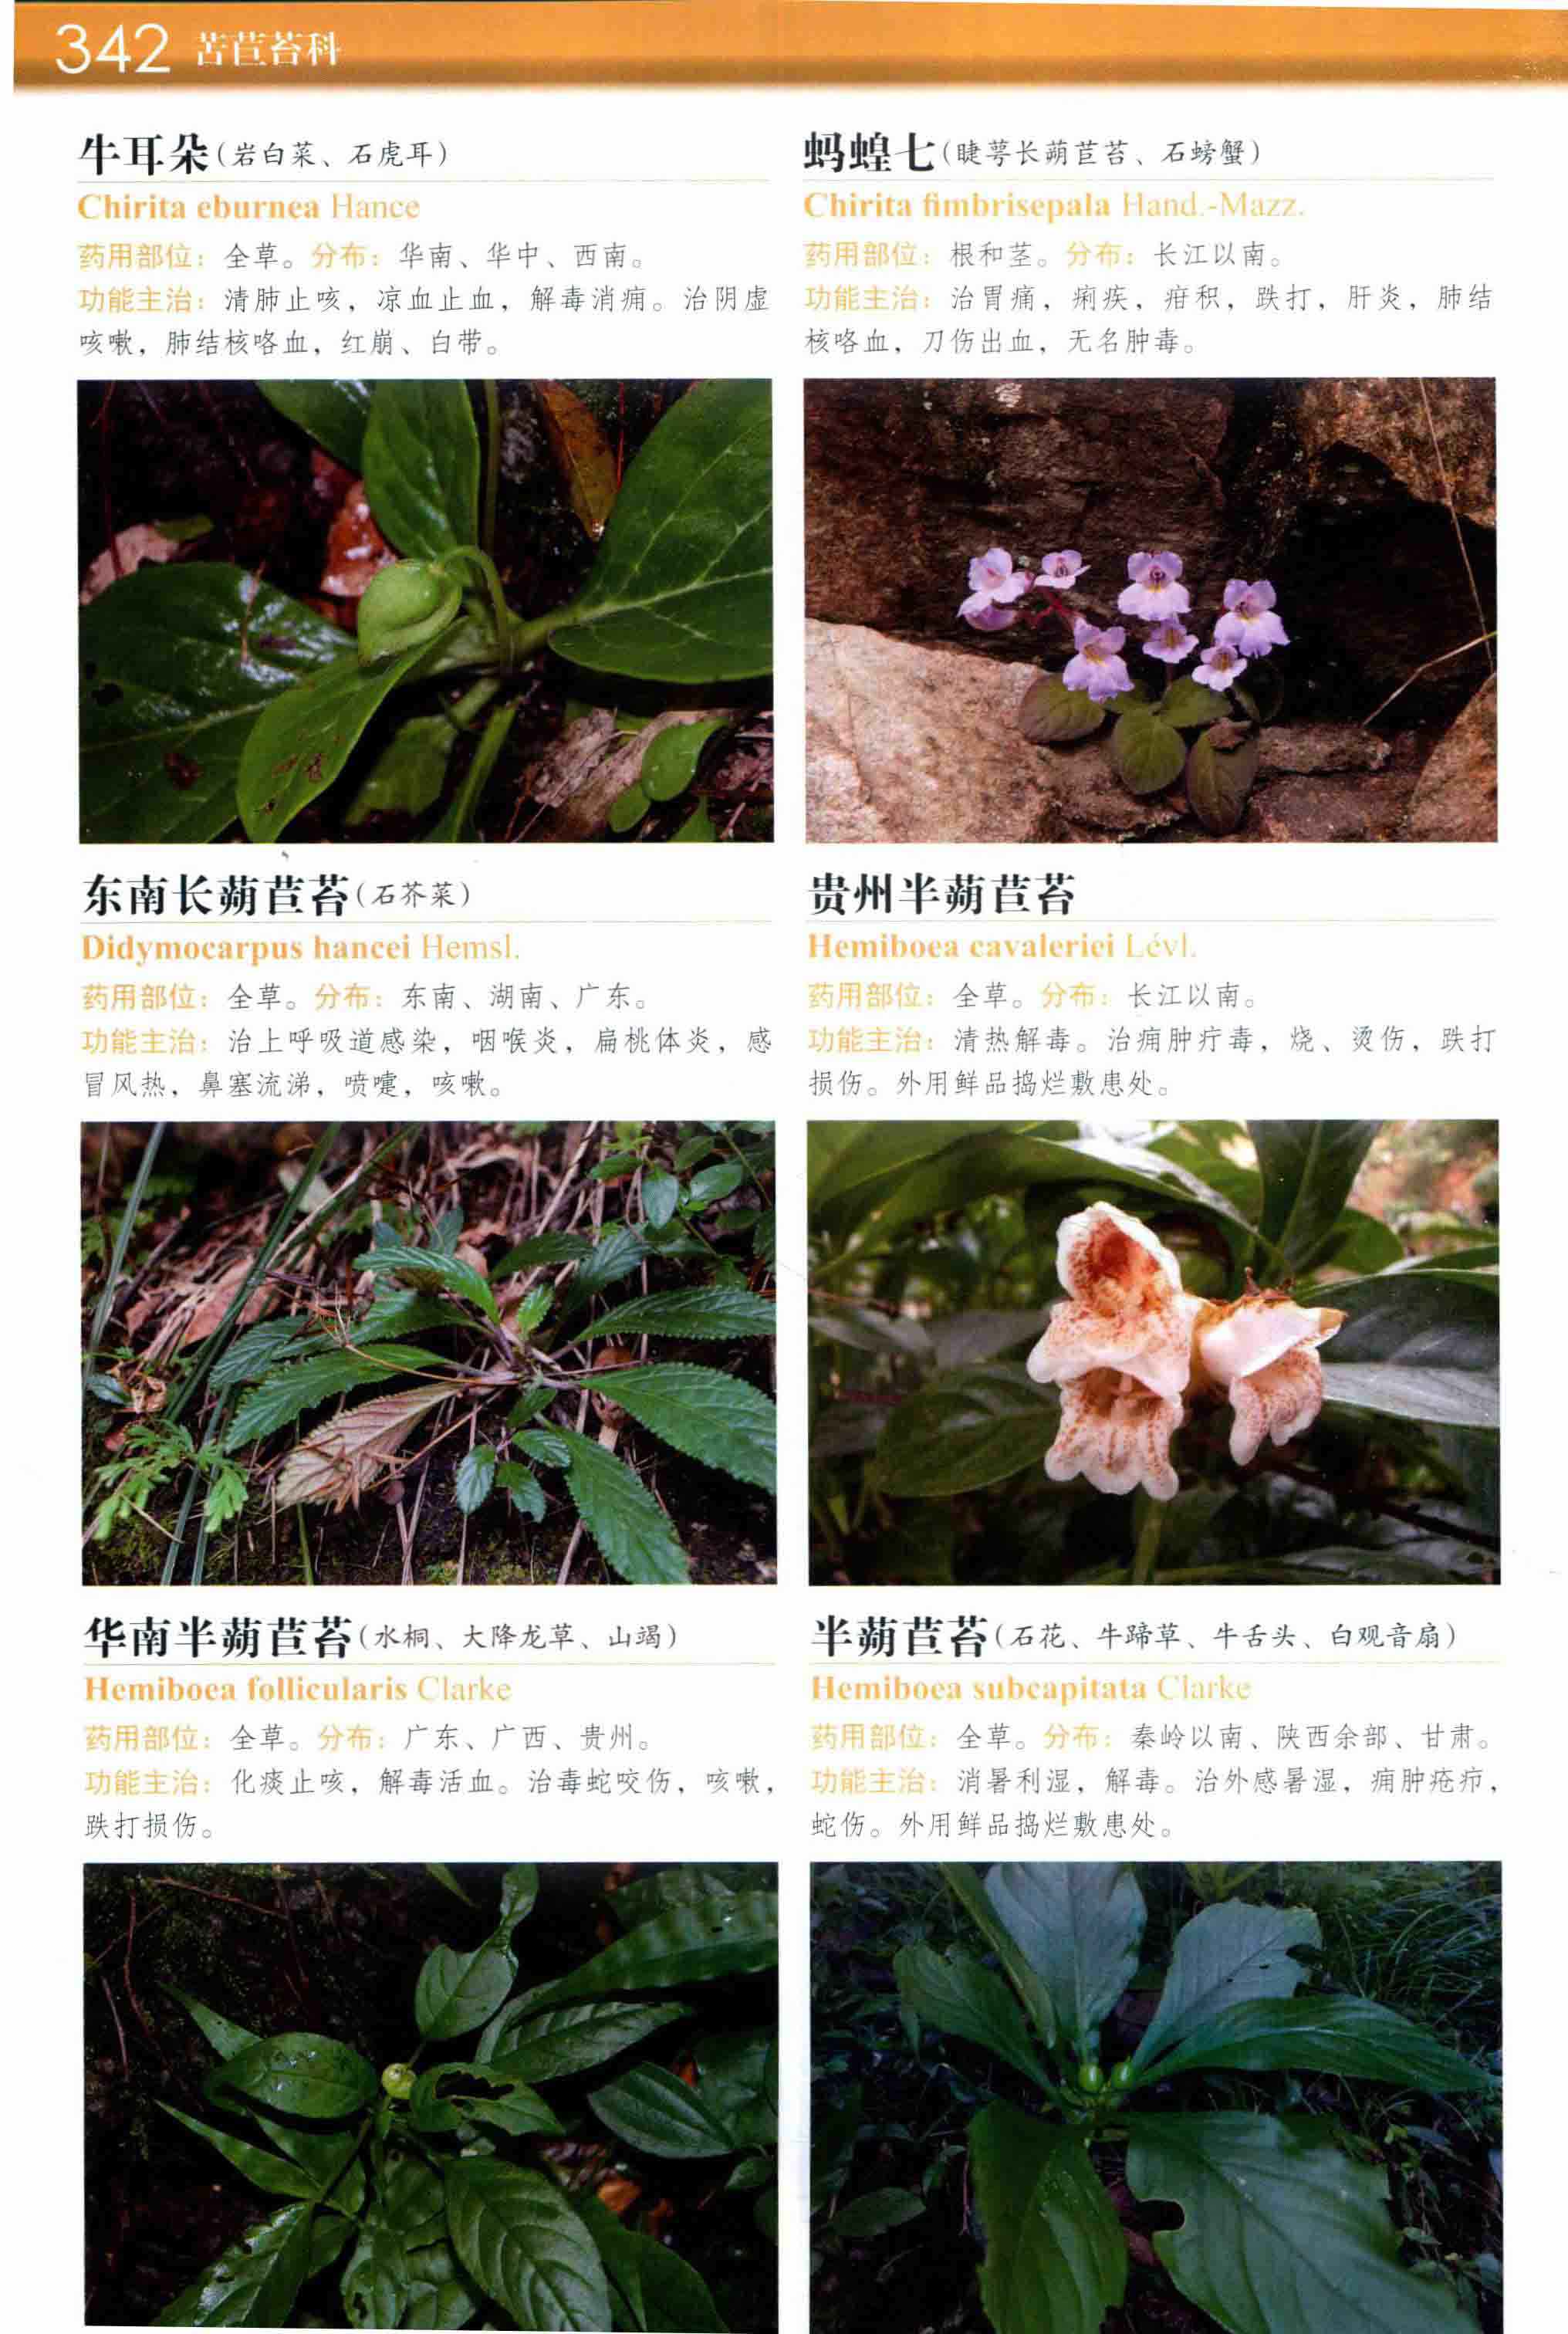 342 苦苣苔科
牛耳朵(岩白菜、石虎耳)
Chirita eburnea Hance
药用部位：全草。分布：华南、华中、西南。
功能主治：清肺止咳，凉血止血，解毒消痈。治阴虚
咳嗽，肺结核咯血，红崩、白带。
蚂蝗七(睫萼长蒴苣苔、石螃蟹)
Chirita fimbrisepala Hand.-Mazz.
药用部位：根和茎。分布：长江以南。
功能主治：治胃痛，痢疾，疳积，跌打，肝炎，肺结
核咯血，刀伤出血，无名肿毒。
东南长蒴苣苔(石芥菜)
Didymocarpus hancei Hemsl.
药用部位：全草。分布：东南、湖南、广东。
功能主治：治上呼吸道感染，咽喉炎，扁桃体炎，感
冒风热，鼻塞流涕，喷嚏，咳嗽。
贵州半蒴苣苔
Hemiboea cavaleriei Lévl.
药用部位：全草。分布：长江以南。
功能主治：清热解毒。治痈肿疔毒，烧、烫伤，跌打
损伤。外用鲜品捣烂敷患处。
华南半蒴苣苔(水桐、大降龙草、山竭)
Hemiboea follicularis Clarke
药用部位：全草。分布：广东、广西、贵州。
功能主治：化痰止咳，解毒活血。治毒蛇咬伤，咳嗽，
跌打损伤。
半蒴苣苔(石花、牛蹄草、牛舌头、白观音扇)
Hemiboea subcapitata Clarke
药用部位：全草。分布：秦岭以南、陕西余部、甘肃。
功能主治：消暑利湿，解毒。治外感暑湿，痈肿疮疖，
蛇伤。外用鲜品捣烂敷患处。